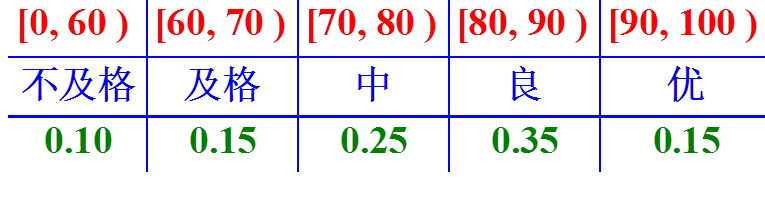 [0, 60 ) [60, 70 ) [70, 80 ) [80, 90 ) [90, 100 )
不及格 及格 中 良 优
0.10 0.15 0.25 0.35 0.15